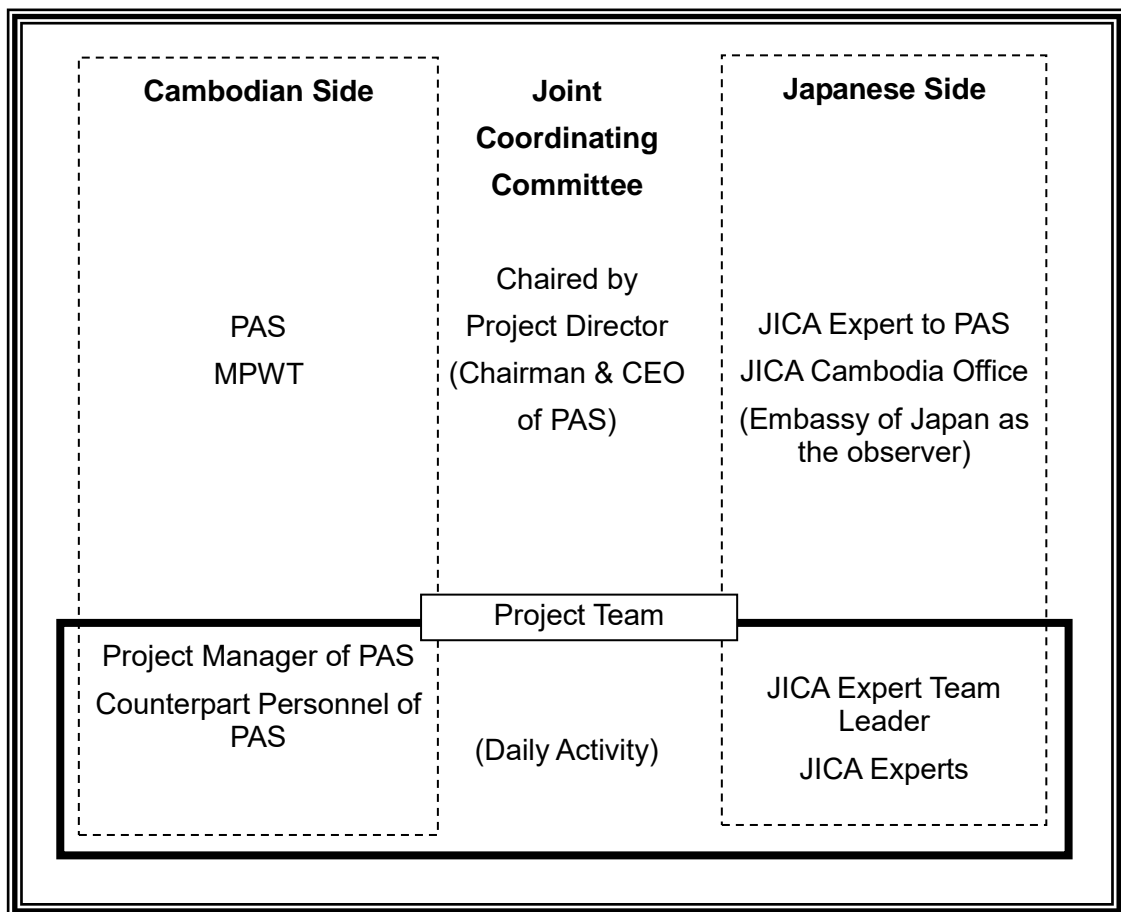 Cambodian Side
PAS
MPWT
Joint
Coordinating
Committee
Chaired by
Project Director
(Chairman & CEO
of PAS)
Japanese Side
JICA Expert to PAS
JICA Cambodia Office
(Embassy of Japan as
the observer)
Project Team
Project Manager of PAS
Counterpart Personnel of
PAS
(Daily Activity)
JICA Expert Team
Leader
JICA Experts